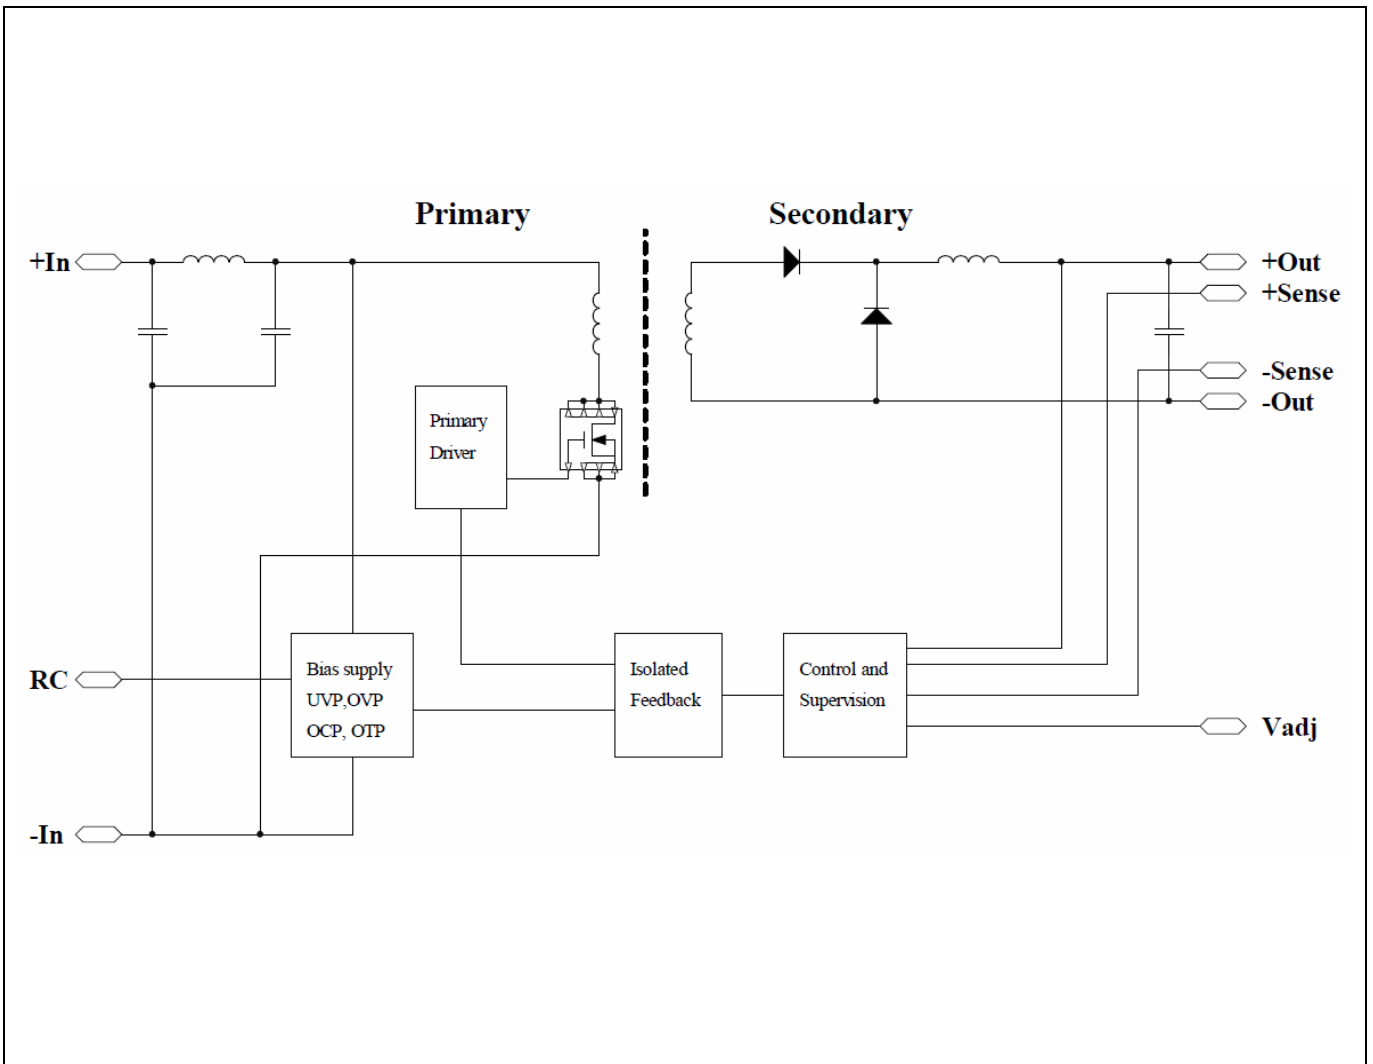 Primary
Secondary
+In
+Out
+Sense
-Sense
-Out
Primary
Driver
RC
Bias supply
UVP,OVP
OCP, OTP
Isolated
Feedback
Control and
Supervision
Vadj
-In